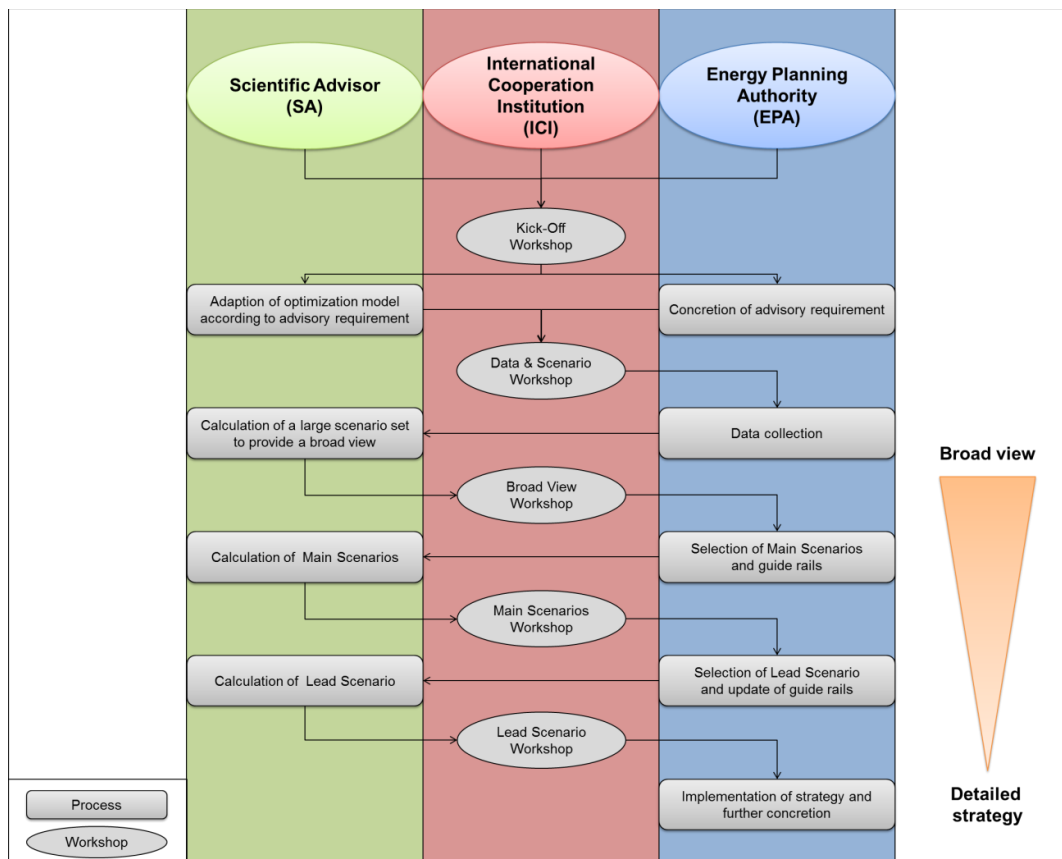 Scientific Advisor
(SA)
International
Cooperation
Institution
(ICI)
Energy Planning
Authority
(EPA)
Kick-Off
Workshop
Adaption of optimization model
according to advisory requirement
Concretion of advisory requirement
Data & Scenario
Workshop
Calculation of a large scenario set
to provide a broad view
Data collection
Broad View
Workshop
Calculation of  Main Scenarios
Selection of Main Scenarios
and guide rails
Main Scenarios
Workshop
Calculation of  Lead Scenario
Selection of Lead Scenario
and update of guide rails
Lead Scenario
Workshop
Implementation of strategy and
further concretion
Broad view
Detailed
strategy
Process
Workshop